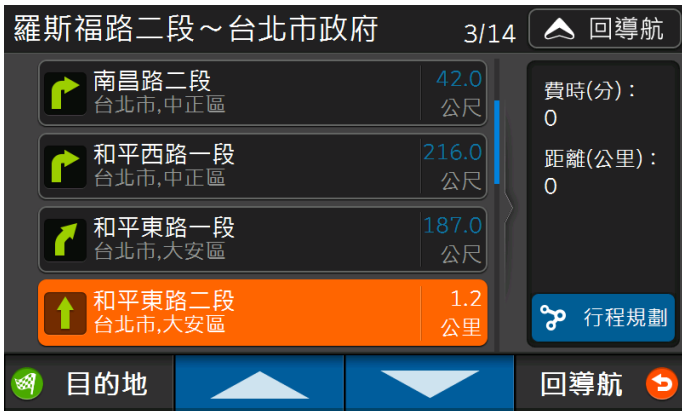 羅斯福路二段～台北市政府 3/14 回導航
南昌路二段 42.0
台北市,中正區 公尺
和平西路一段 216.0
台北市,中正區 公尺
和平東路一段 187.0
台北市,大安區 公尺
和平東路二段 1.2
台北市,大安區 公里
費時(分)：
0
距離(公里)：
0
行程規劃
目的地 回導航